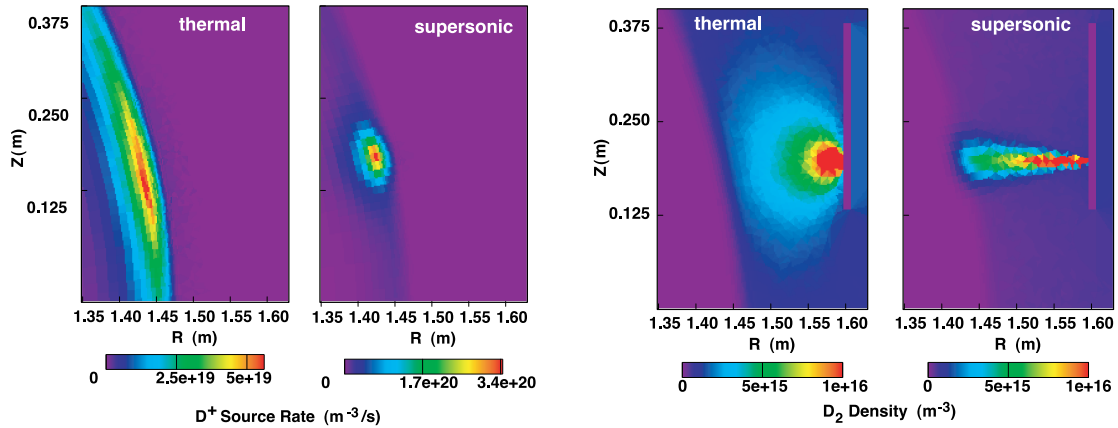 thermal
supersonic
0.375
0.250
0.125
Z(m)
1.35 1.40 1.45 1.50 1.55 1.60
R (m)
1.35 1.40 1.45 1.50 1.55 1.60
R (m)
0 2.5e+19 5e+19
0 1.7e+20 3.4e+20
D⁺ Source Rate (m⁻³/s)
thermal
supersonic
0.375
0.250
0.125
Z(m)
1.35 1.40 1.45 1.50 1.55 1.60
R (m)
1.35 1.40 1.45 1.50 1.55 1.60
R (m)
0 5e+15 1e+16
0 5e+15 1e+16
D₂ Density (m⁻³)